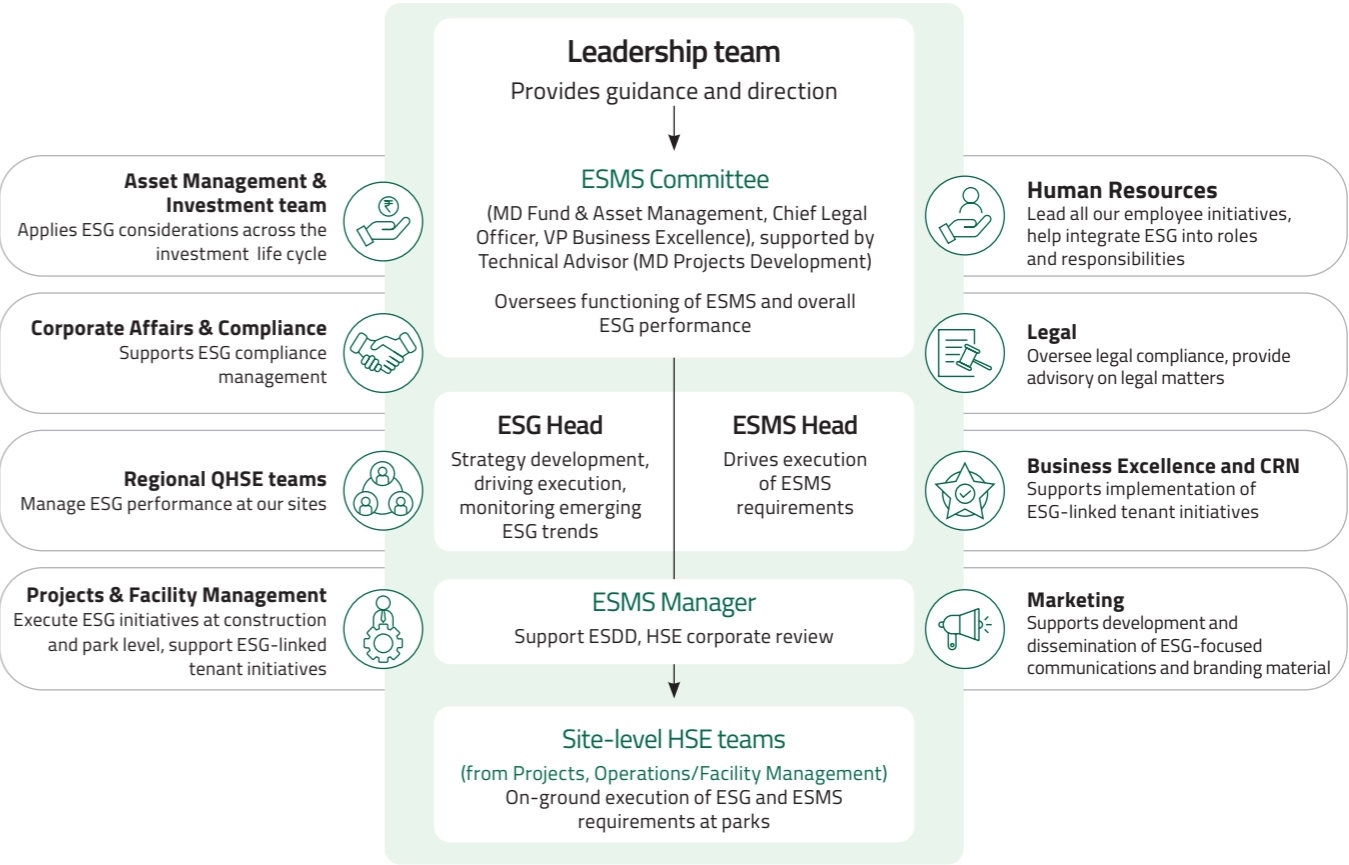 Leadership team
Provides guidance and direction
ESMS Committee
(MD Fund & Asset Management, Chief Legal
Officer, VP Business Excellence), supported by
Technical Advisor (MD Projects Development)
Oversees functioning of ESMS and overall
ESG performance
ESG Head
Strategy development,
driving execution,
monitoring emerging
ESG trends
ESMS Head
Drives execution
of ESMS
requirements
ESMS Manager
Support ESDD, HSE corporate review
Site-level HSE teams
(from Projects, Operations/Facility Management)
On-ground execution of ESG and ESMS
requirements at parks
Asset Management &
Investment team
Applies ESG considerations across the
investment life cycle
₹
Corporate Affairs & Compliance
Supports ESG compliance
management
Regional QHSE teams
Manage ESG performance at our sites
Projects & Facility Management
Execute ESG initiatives at construction
and park level, support ESG-linked
tenant initiatives
Human Resources
Lead all our employee initiatives,
help integrate ESG into roles
and responsibilities
Legal
Oversee legal compliance, provide
advisory on legal matters
Business Excellence and CRN
Supports implementation of
ESG-linked tenant initiatives
Marketing
Supports development and
dissemination of ESG-focused
communications and branding material